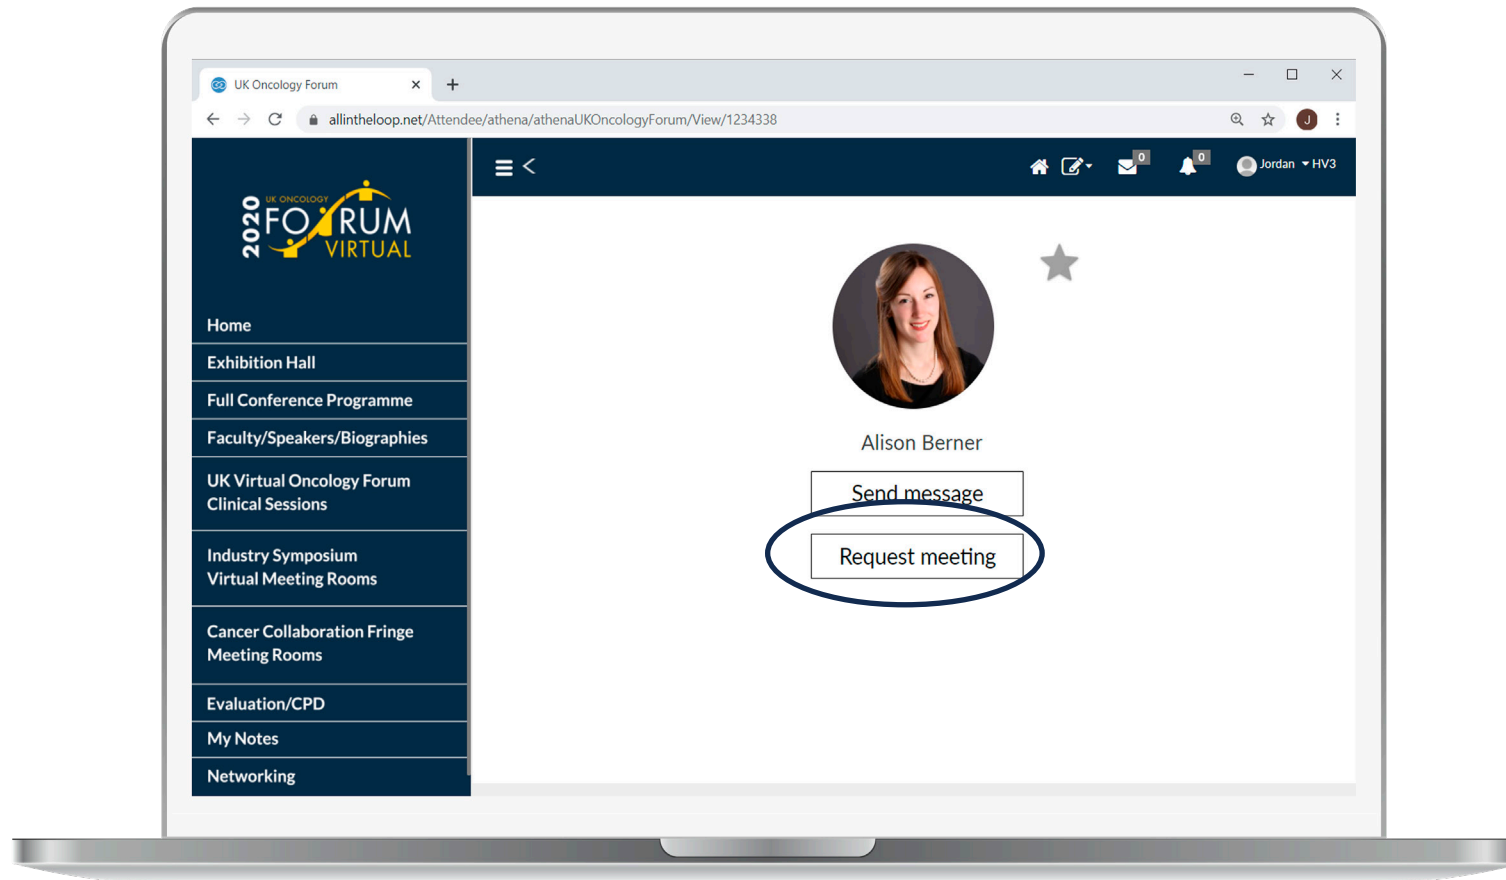 UK Oncology Forum
allintheloop.net/Attendee/athena/athenaUKOncologyForum/View/1234338
J
0
0
Jordan HV3
2020
UK ONCOLOGY
FORUM
VIRTUAL
Home
Exhibition Hall
Full Conference Programme
Faculty/Speakers/Biographies
UK Virtual Oncology Forum
Clinical Sessions
Industry Symposium
Virtual Meeting Rooms
Cancer Collaboration Fringe
Meeting Rooms
Evaluation/CPD
My Notes
Networking
Alison Berner
Send message
Request meeting